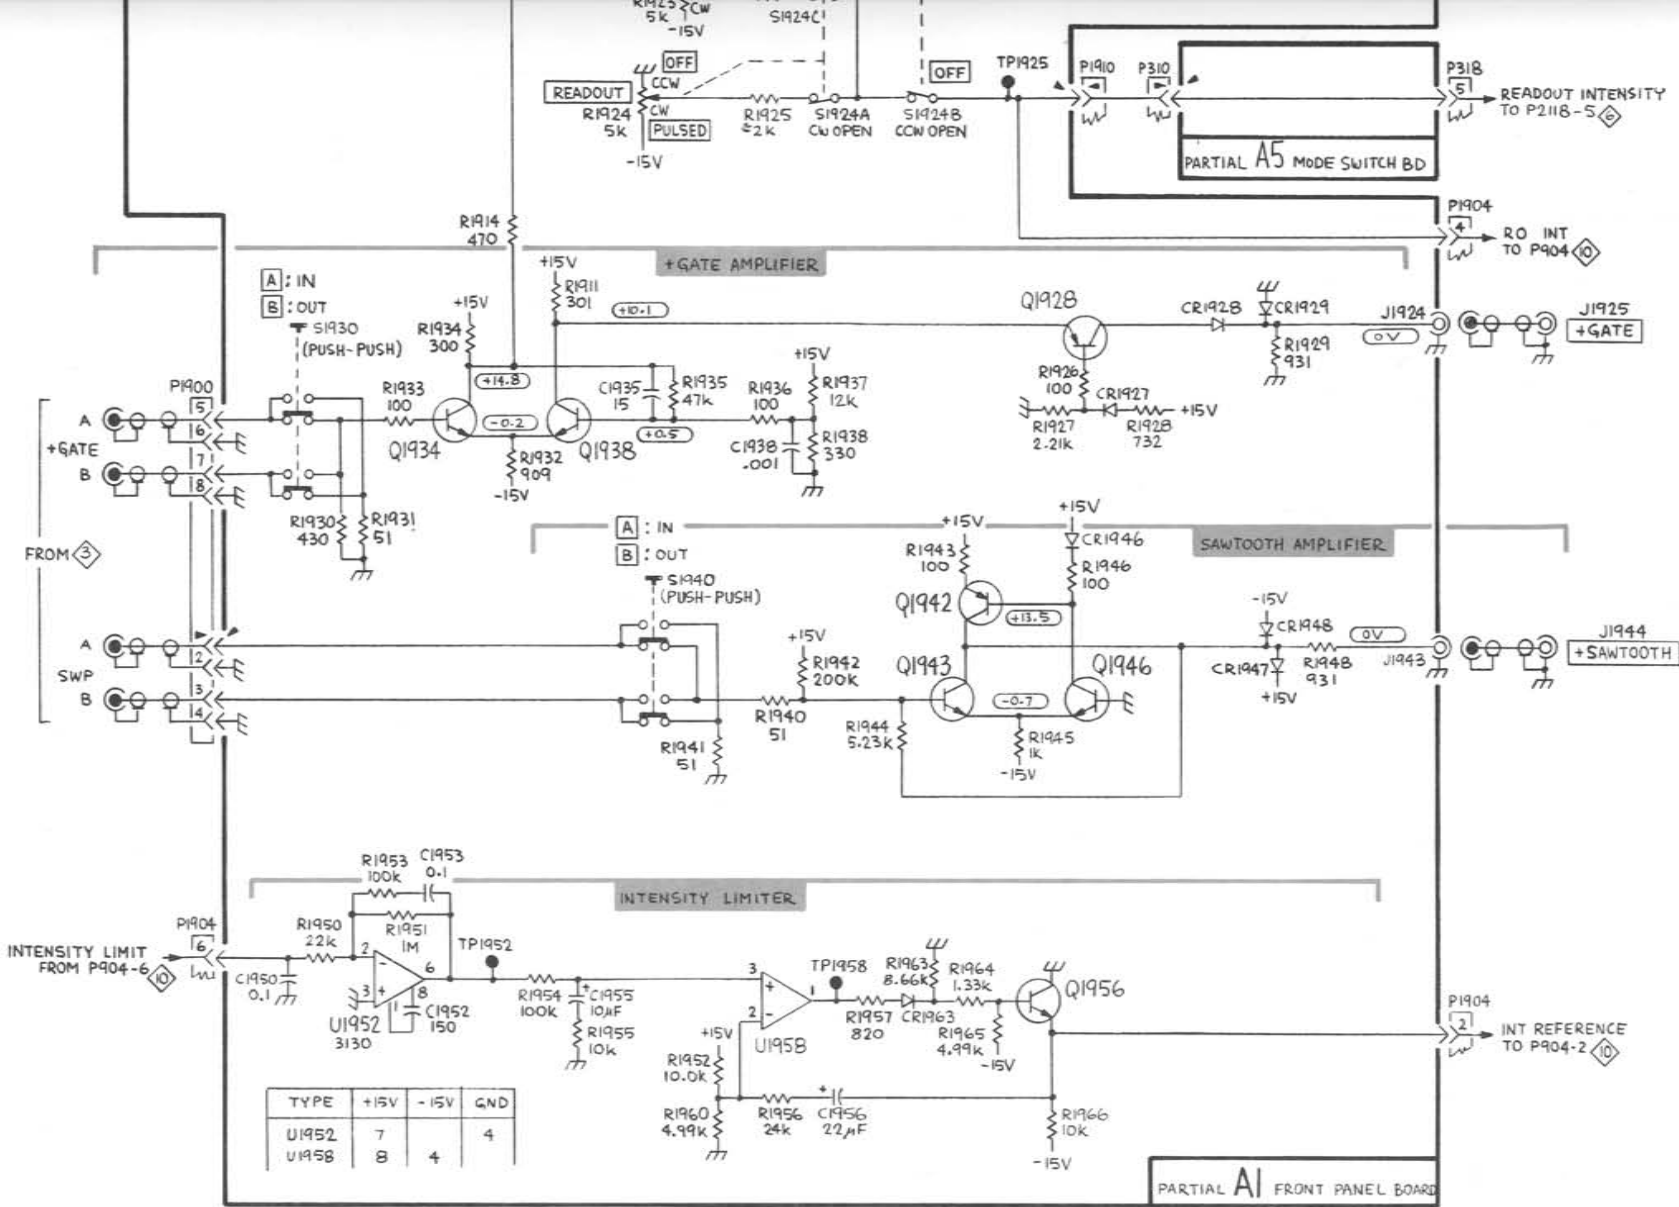 R1923
5k
CW
-15V
S1924C
OFF
CCW
READOUT
R1924
5k
CW
PULSED
-15V
R1925
2k
S1924A
CW OPEN
OFF
S1924B
CCW OPEN
TP1925
P1910
P310
P318
5
READOUT INTENSITY
TO P2118-5 6
PARTIAL A5 MODE SWITCH BD
P1904
4
RO INT
TO P904 10
R1914
470
+GATE AMPLIFIER
A : IN
B : OUT
S1930
(PUSH-PUSH)
+15V
R1934
300
+15V
R1911
301
+10.1
+14.8
C1935
15
R1935
47k
R1936
100
+15V
R1937
12k
Q1928
CR1928
CR1929
R1929
931
J1924
0V
J1925
+GATE
R1926
100
CR1927
+15V
R1927
2.21k
R1928
732
P1900
5
6
7
8
A
+GATE
B
R1933
100
Q1934
-0.2
Q1938
+0.5
R1932
909
-15V
C1938
.001
R1938
330
R1930
430
R1931
51
FROM 3
A : IN
B : OUT
S1940
(PUSH-PUSH)
+15V
R1943
100
+15V
CR1946
R1946
100
SAWTOOTH AMPLIFIER
Q1942
+13.5
-15V
CR1948
0V
J1943
CR1947
+15V
R1948
931
J1944
+SAWTOOTH
A
SWP
B
2
3
4
+15V
R1942
200k
Q1943
Q1946
-0.7
R1940
51
R1941
51
R1944
5.23k
R1945
1k
-15V
INTENSITY LIMITER
R1953
100k
C1953
0.1
P1904
6
INTENSITY LIMIT
FROM P904-6 10
R1950
22k
R1951
1M
C1950
0.1
2
-
3
+
6
1
8
U1952
3130
C1952
150
TP1952
R1954
100k
+
C1955
10µF
R1955
10k
3
+
2
-
1
U1958
TP1958
R1957
820
CR1963
R1963
8.66k
R1964
1.33k
R1965
4.99k
-15V
Q1956
P1904
2
INT REFERENCE
TO P904-2 10
+15V
R1952
10.0k
R1960
4.99k
R1956
24k
+
C1956
22µF
R1966
10k
-15V
TYPE +15V -15V GND
U1952 7 4
U1958 8 4
PARTIAL A1 FRONT PANEL BOARD